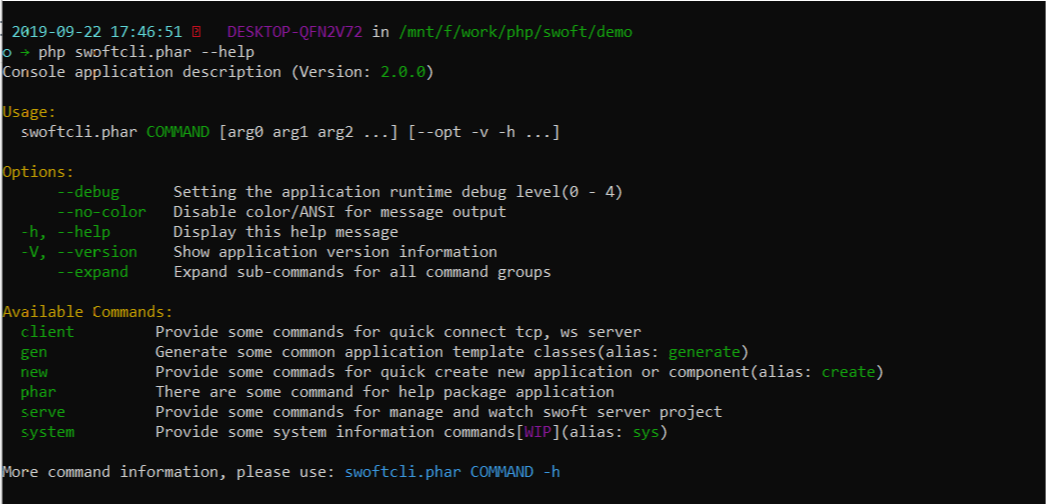 2019-09-22 17:46:51 DESKTOP-QFN2V72 in /mnt/f/work/php/swoft/demo
o → php swoftcli.phar --help
Console application description (Version: 2.0.0)
Usage:
swoftcli.phar COMMAND [arg0 arg1 arg2 ...] [--opt -v -h ...]
Options:
--debug Setting the application runtime debug level(0 - 4)
--no-color Disable color/ANSI for message output
-h, --help Display this help message
-V, --version Show application version information
--expand Expand sub-commands for all command groups
Available Commands:
client Provide some commands for quick connect tcp, ws server
gen Generate some common application template classes(alias: generate)
new Provide some commads for quick create new application or component(alias: create)
phar There are some command for help package application
serve Provide some commands for manage and watch swoft server project
system Provide some system information commands[WIP](alias: sys)
More command information, please use: swoftcli.phar COMMAND -h